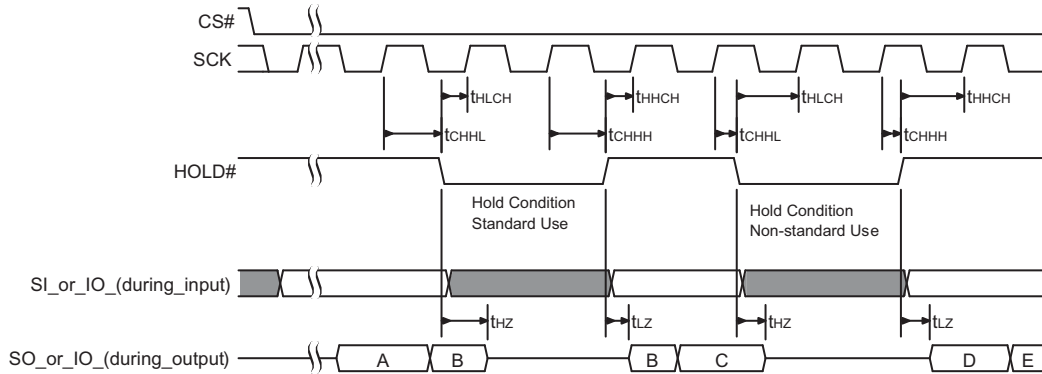 CS#
SCK
tHLCH tHHCH tHLCH tHHCH
tCHHL tCHHH tCHHL tCHHH
HOLD#
Hold Condition
Standard Use
Hold Condition
Non-standard Use
SI_or_IO_(during_input)
tHZ tLZ tHZ tLZ
SO_or_IO_(during_output) A B B C D E